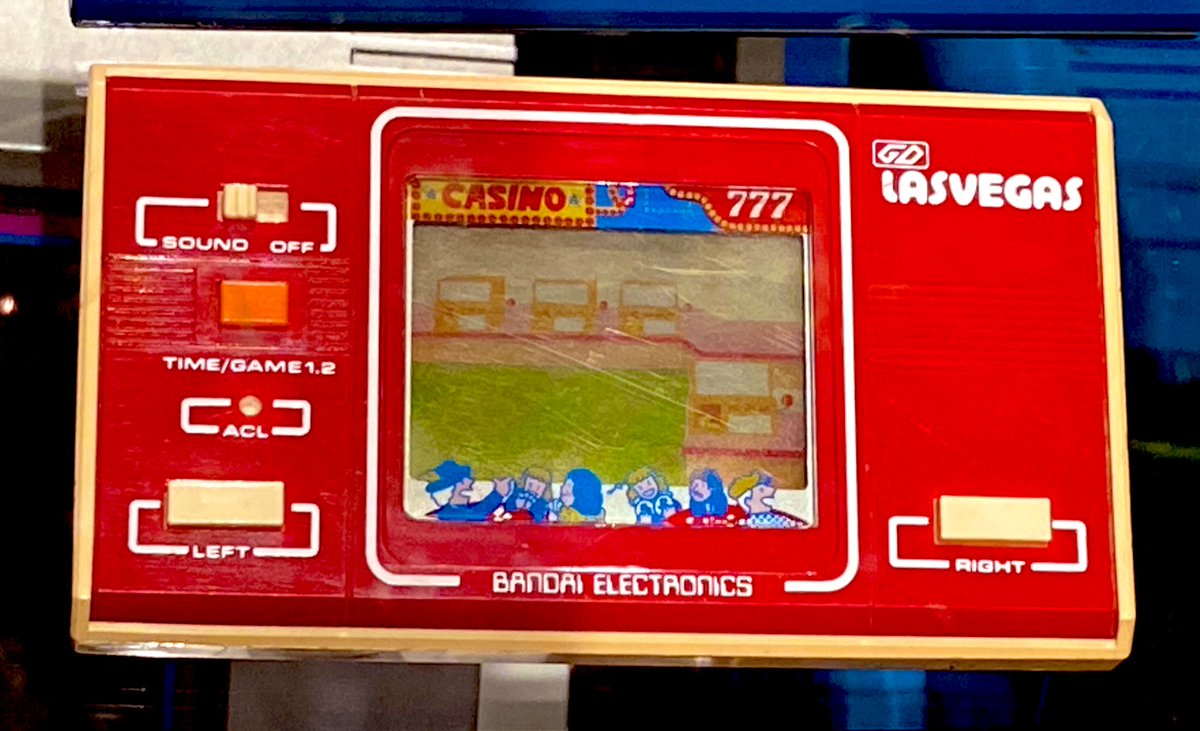 CASINO
777
GD
LASVEGAS
SOUND OFF
TIME/GAME 1.2
ACL
LEFT
RIGHT
BANDAI ELECTRONICS